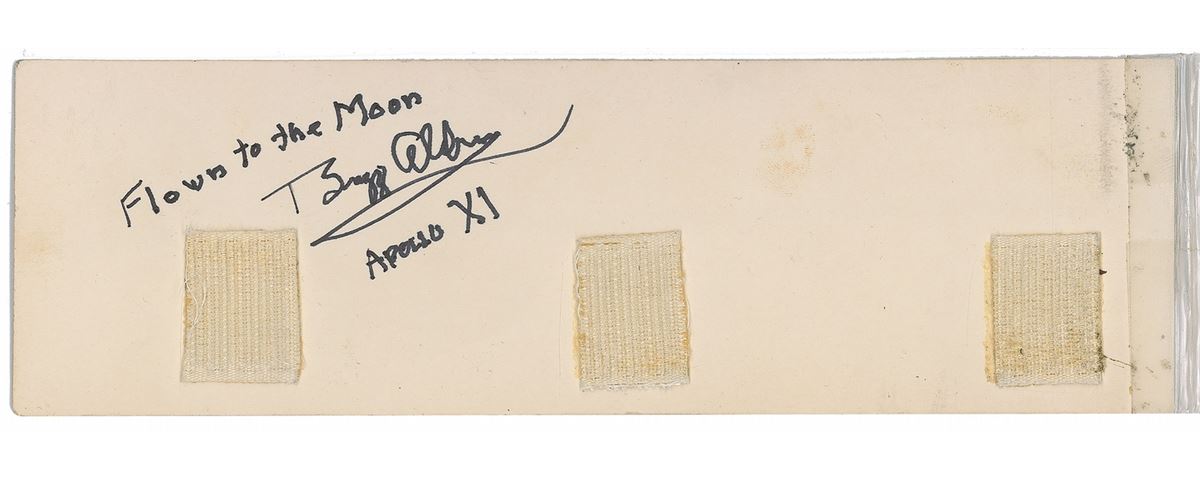 Flown to the Moon
Buzz Aldrin
APOLLO XI